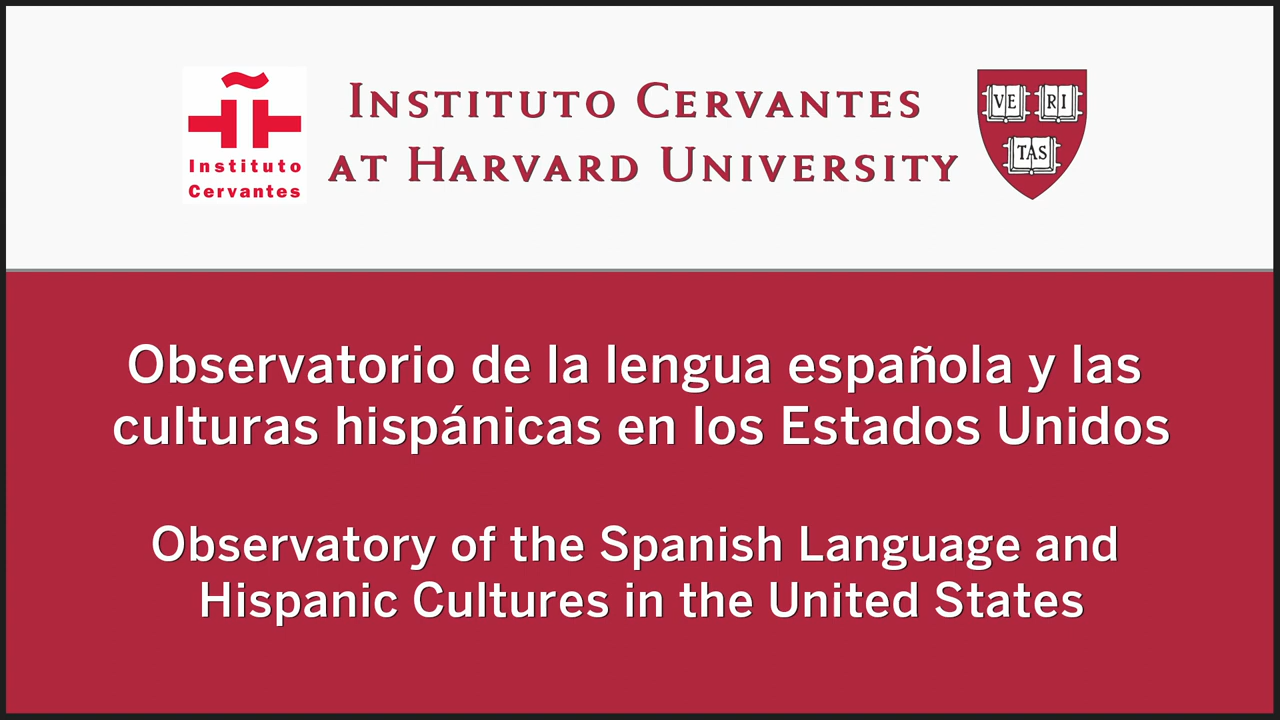 Instituto
Cervantes
INSTITUTO CERVANTES
AT HARVARD UNIVERSITY
VE RI
TAS
Observatorio de la lengua española y las
culturas hispánicas en los Estados Unidos
Observatory of the Spanish Language and
Hispanic Cultures in the United States